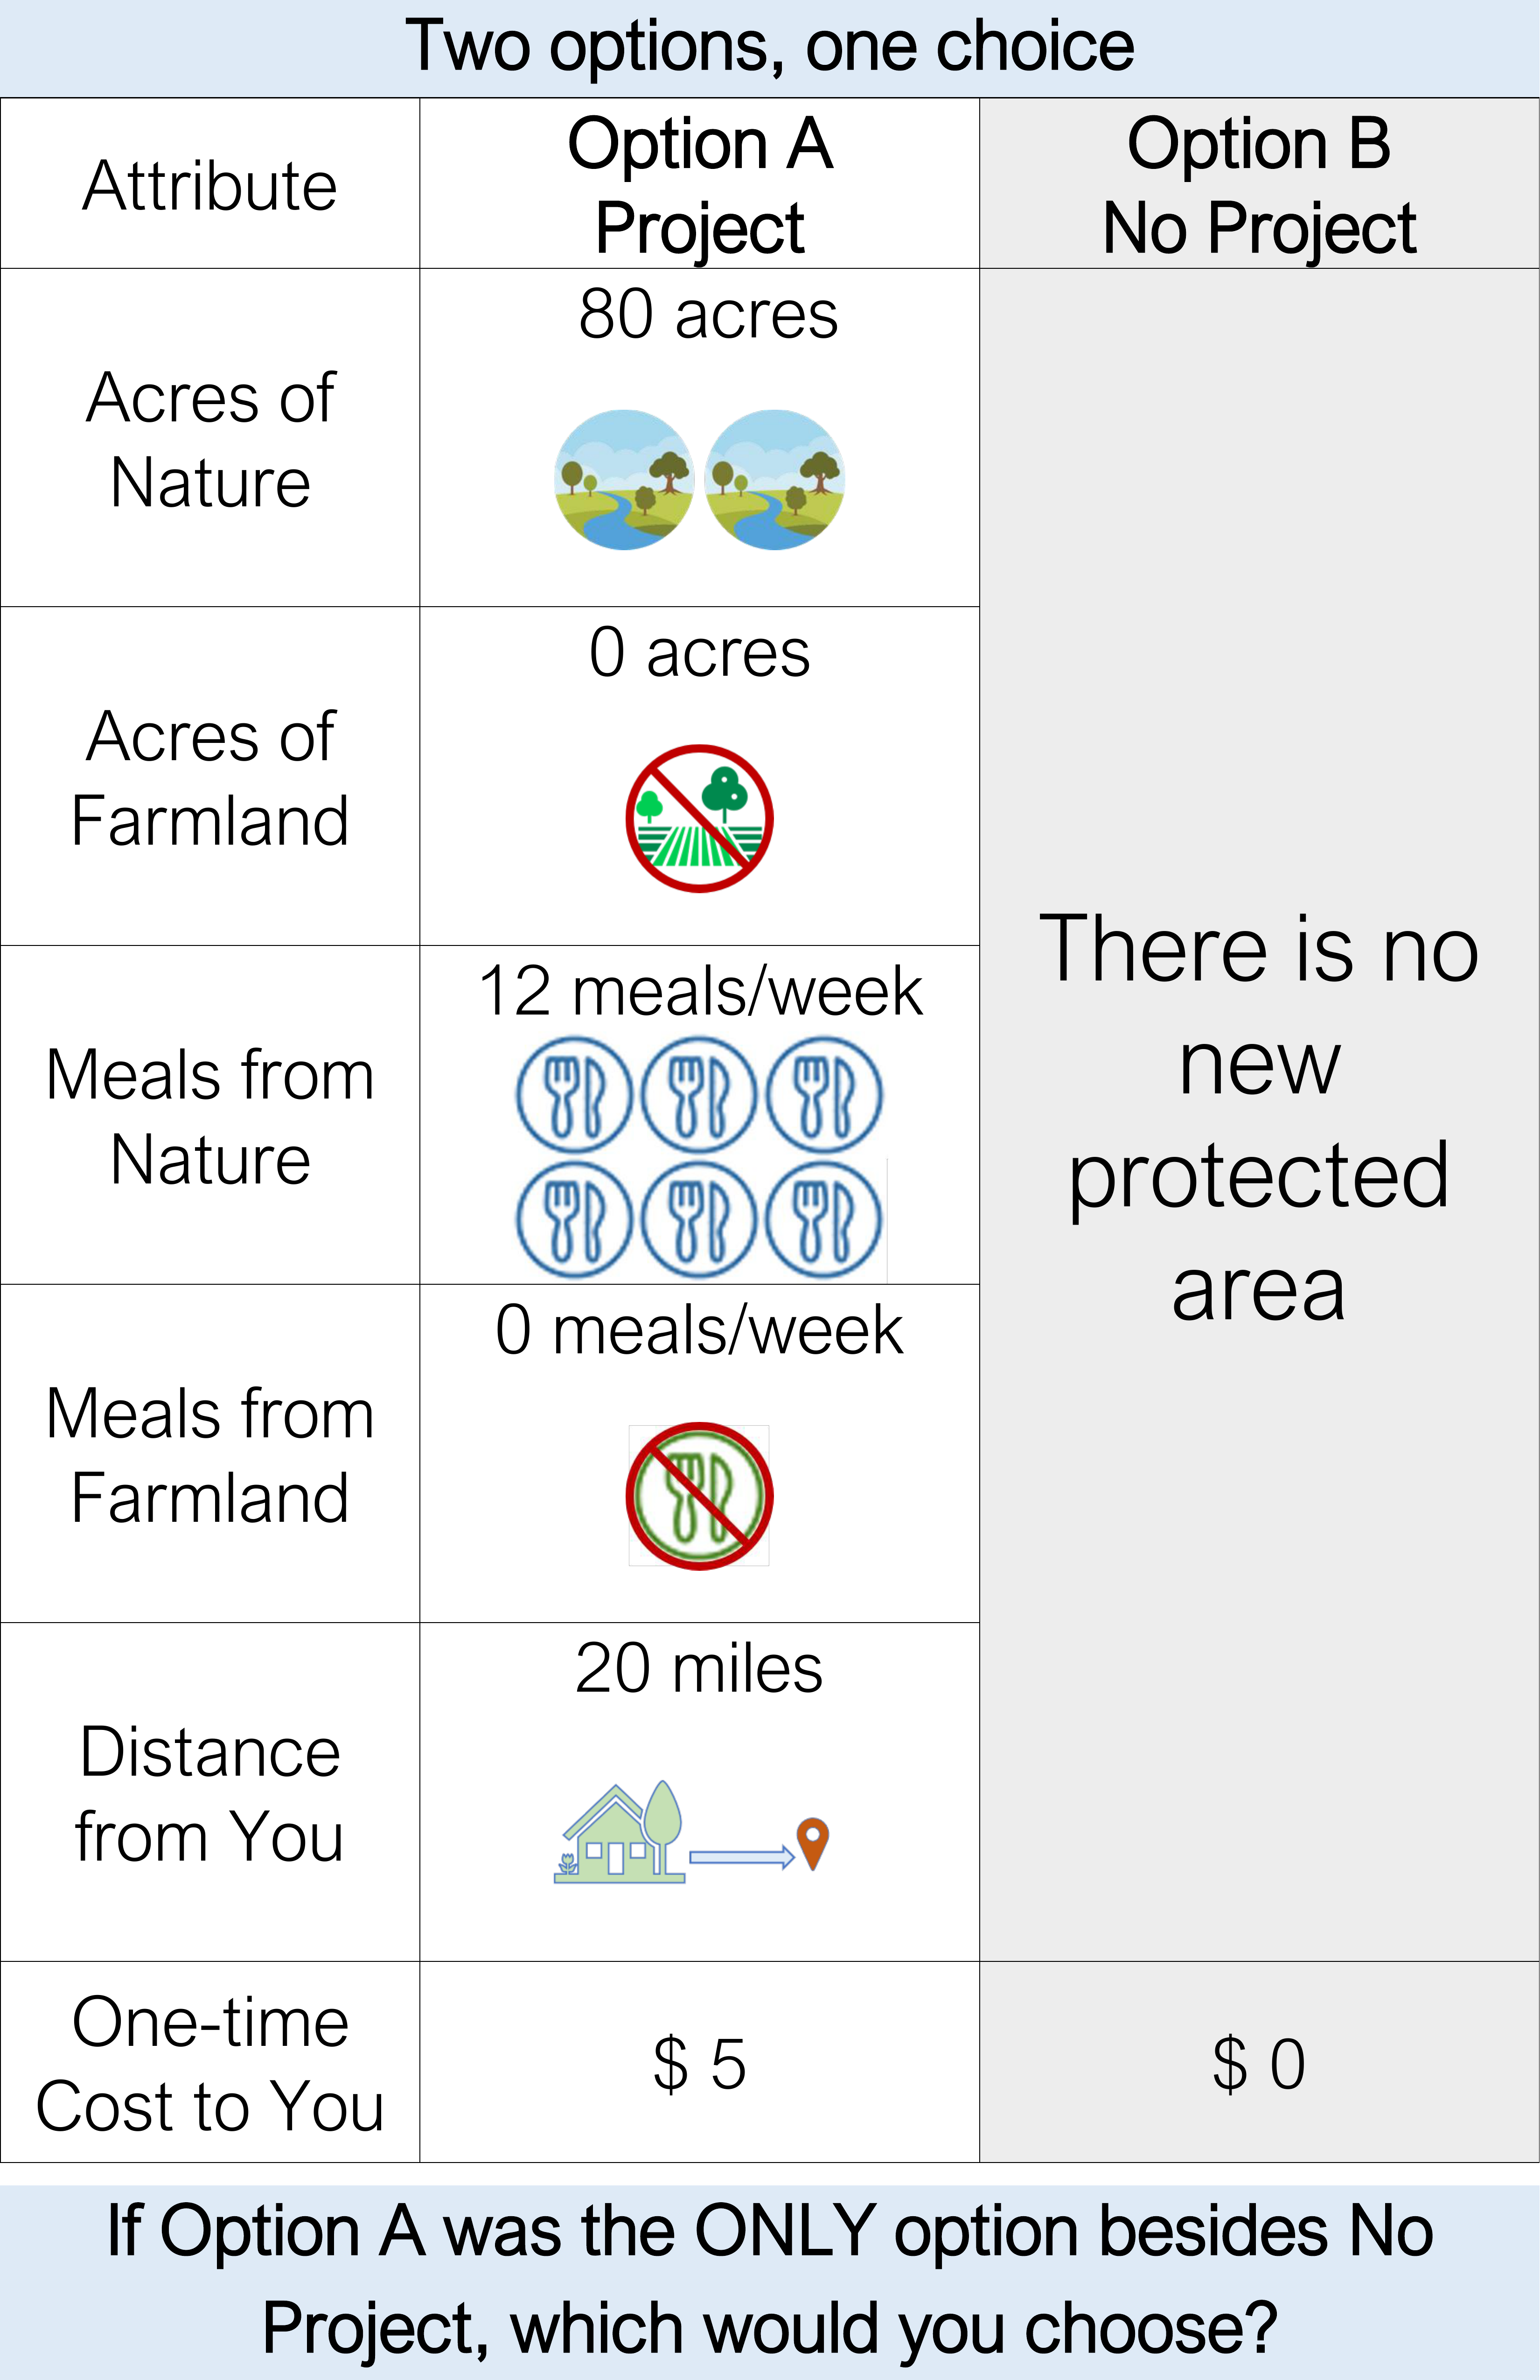 Two options, one choice
Attribute
Option A
Project
Option B
No Project
Acres of
Nature
80 acres
Acres of
Farmland
0 acres
Meals from
Nature
12 meals/week
Meals from
Farmland
0 meals/week
Distance
from You
20 miles
There is no
new
protected
area
One-time
Cost to You
$ 5
$ 0
If Option A was the ONLY option besides No
Project, which would you choose?